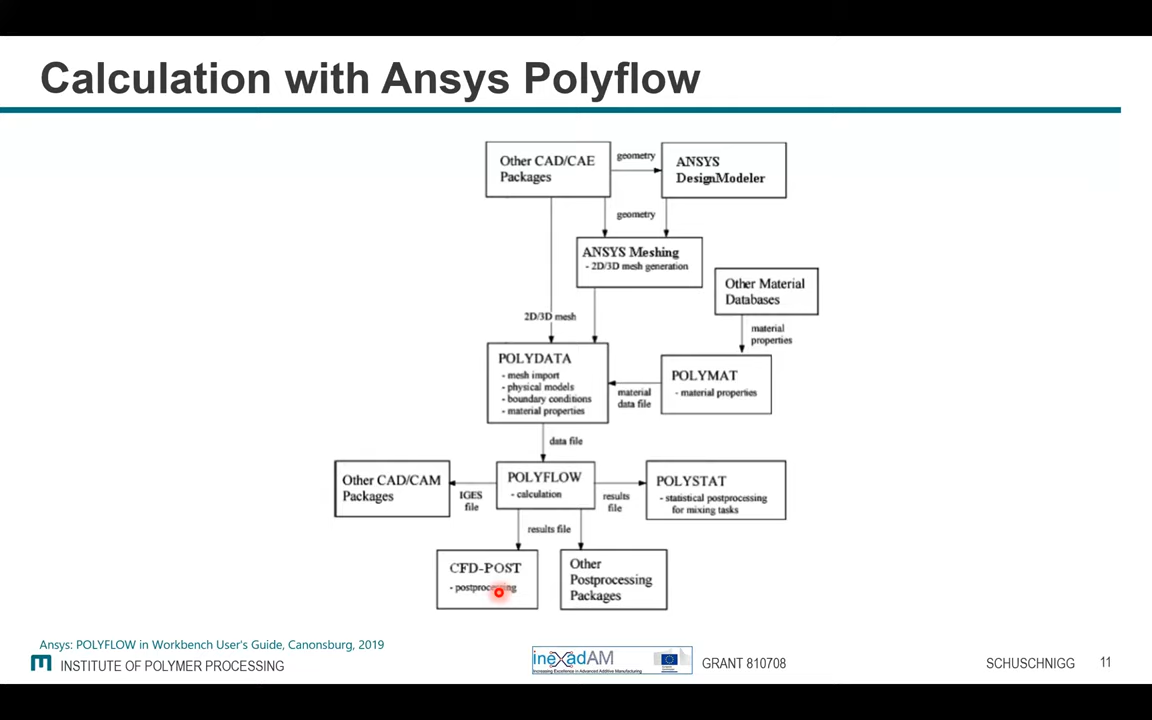 Calculation with Ansys Polyflow
Other CAD/CAE
Packages
geometry
ANSYS
DesignModeler
geometry
ANSYS Meshing
- 2D/3D mesh generation
Other Material
Databases
2D/3D mesh
material
properties
POLYDATA
- mesh import
- physical models
- boundary conditions
- material properties
material
data file
POLYMAT
- material properties
data file
Other CAD/CAM
Packages
IGES
file
POLYFLOW
- calculation
results
file
POLYSTAT
- statistical postprocessing
for mixing tasks
results file
CFD-POST
- postprocessing
Other
Postprocessing
Packages
Ansys: POLYFLOW in Workbench User's Guide, Canonsburg, 2019
INSTITUTE OF POLYMER PROCESSING
inexadAM
Increasing Excellence in Advanced Additive Manufacturing
GRANT 810708
SCHUSCHNIGG
11